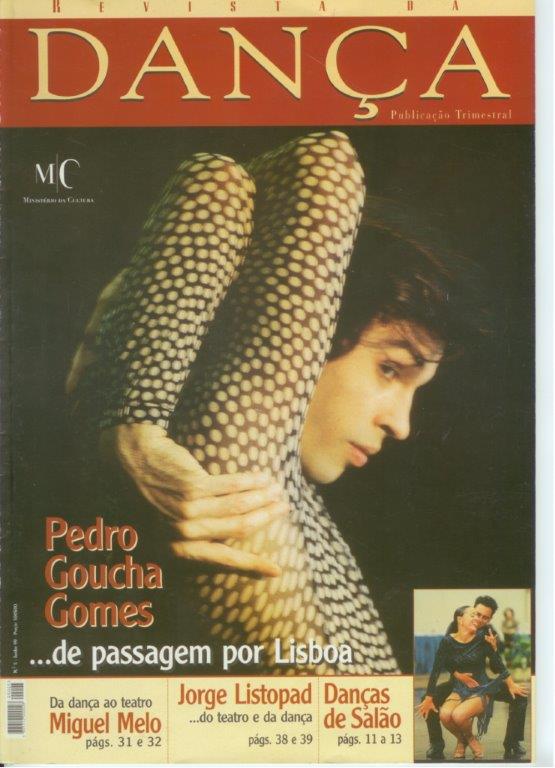 REVISTA DA
DANÇA
Publicação Trimestral
M|C
MINISTÉRIO DA CULTURA
Pedro
Goucha
Gomes
...de passagem por Lisboa
Da dança ao teatro
Miguel Melo
págs. 31 e 32
Jorge Listopad
...do teatro e da dança
págs. 38 e 39
Danças
de Salão
págs. 11 a 13